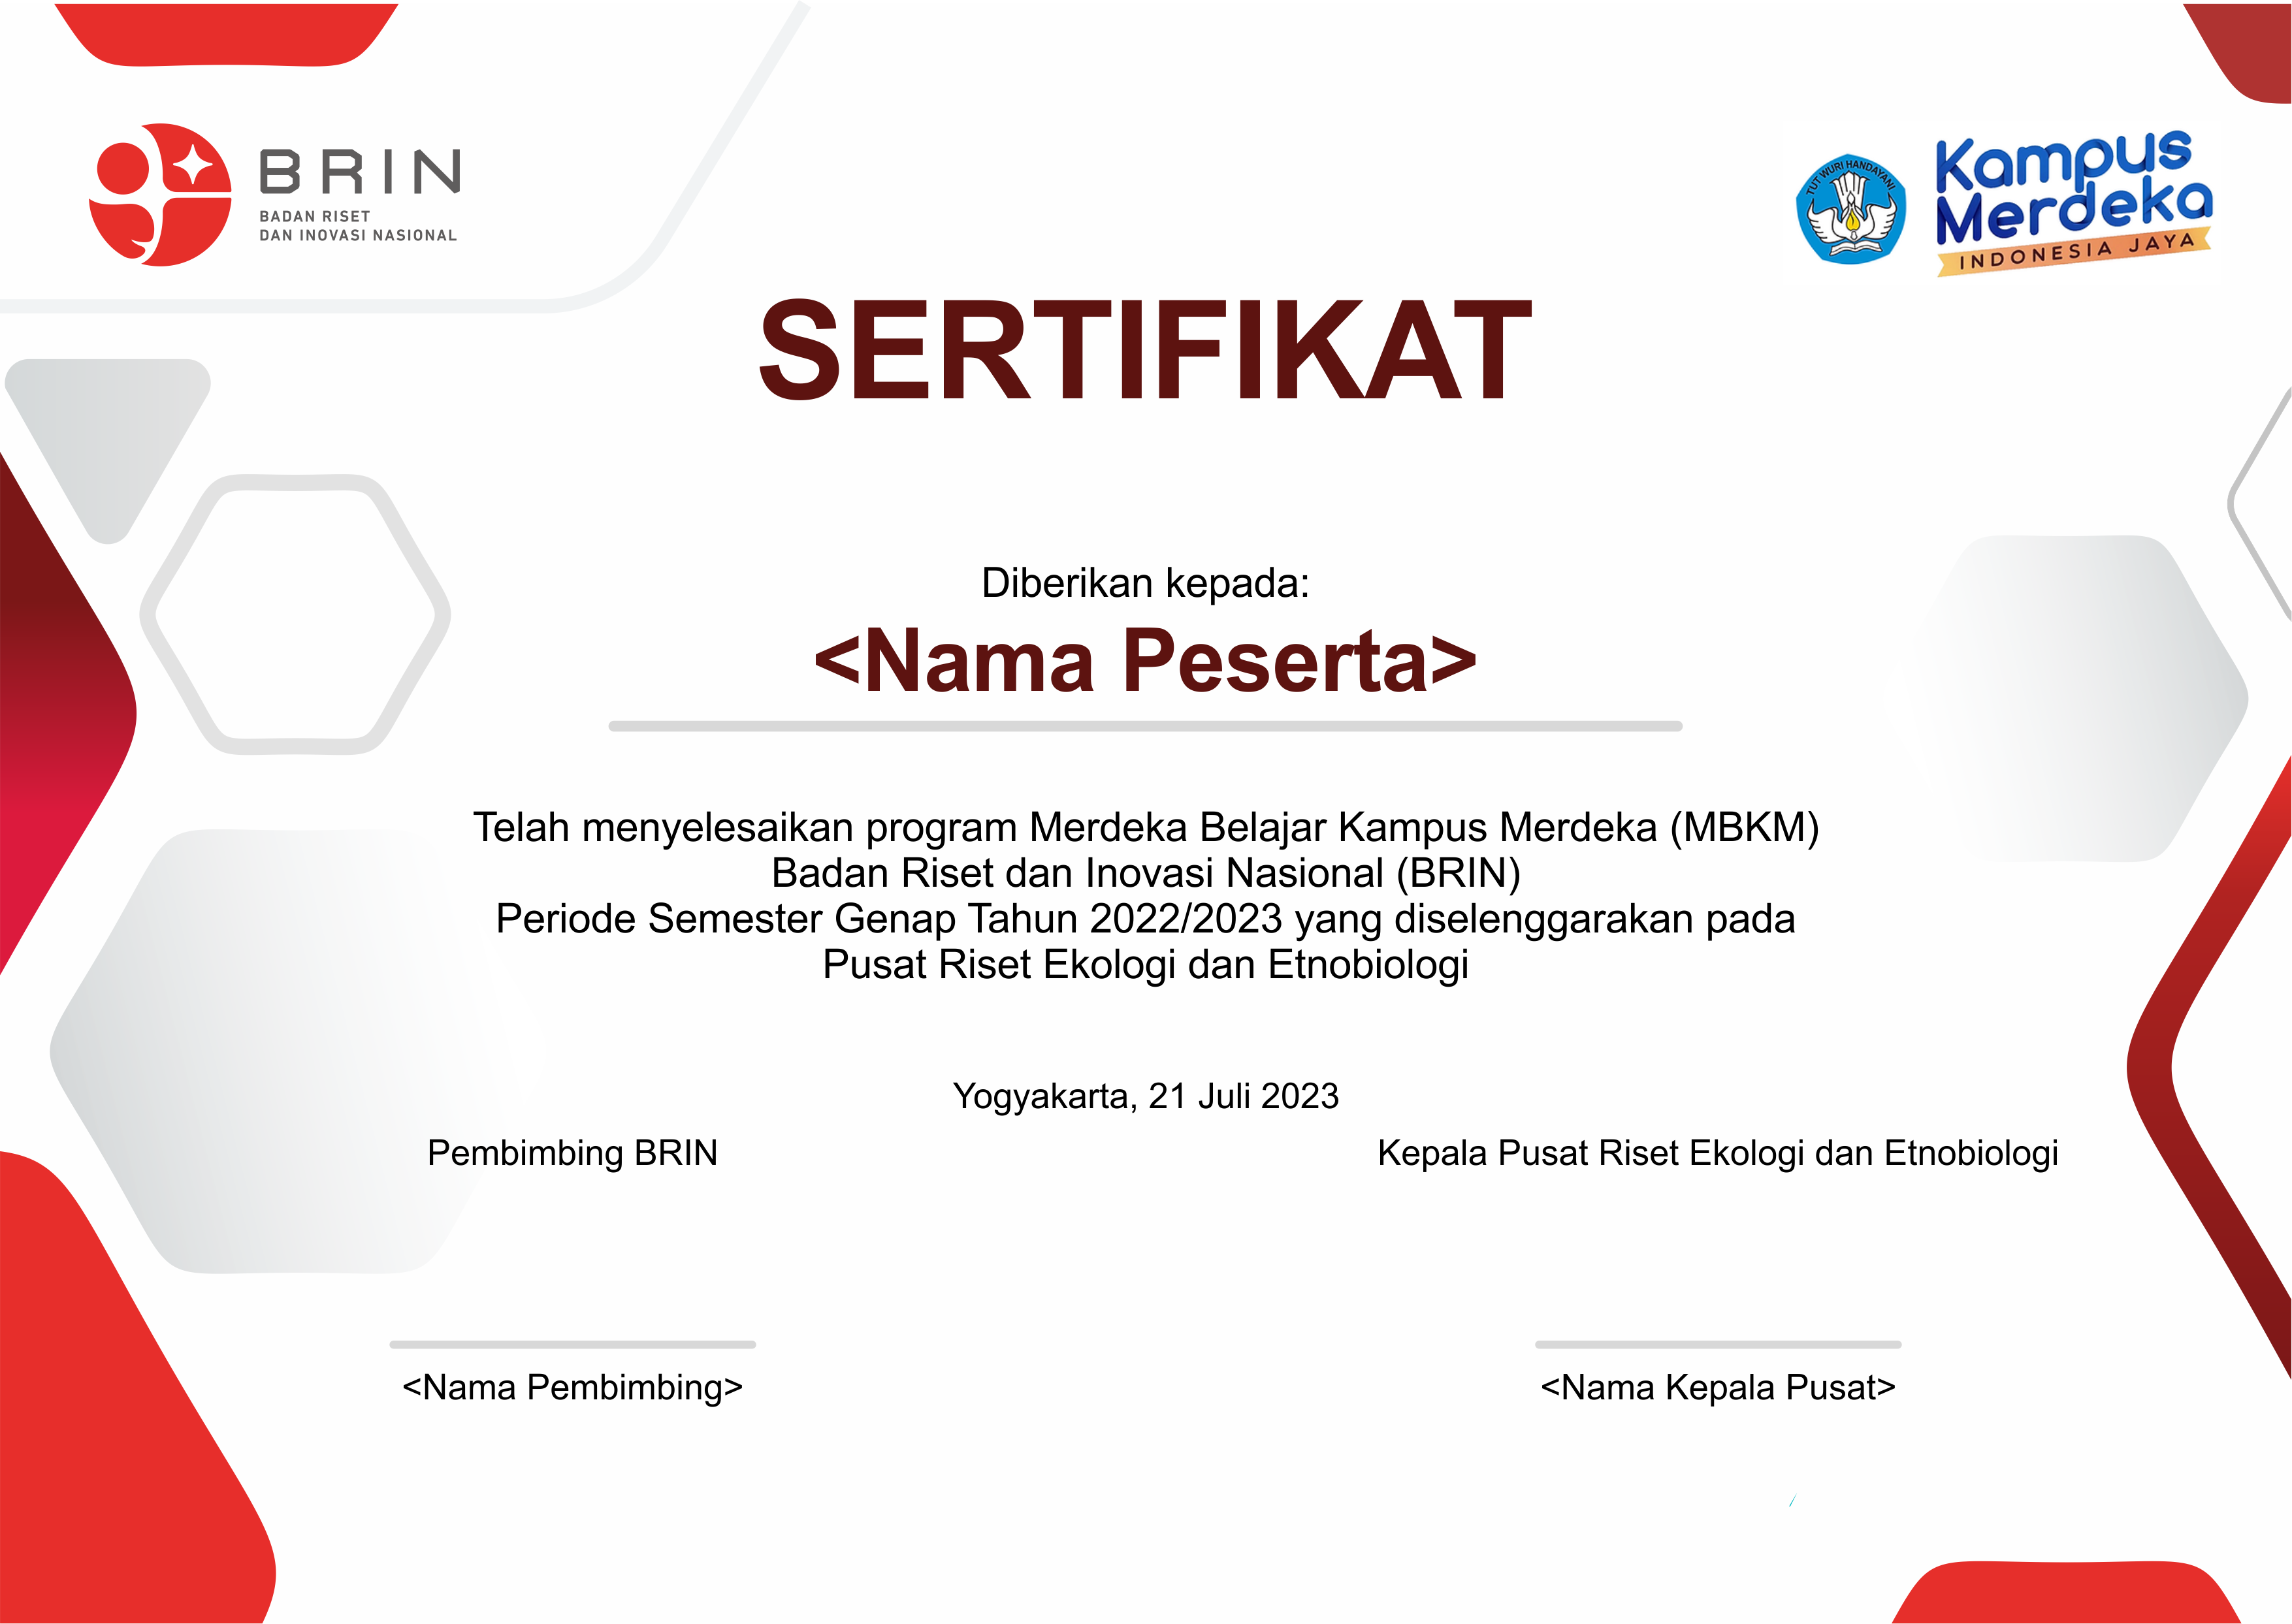 BRIN
BADAN RISET
DAN INOVASI NASIONAL
TUT WURI HANDAYANI
Kampus
Merdeka
INDONESIA JAYA
SERTIFIKAT
Diberikan kepada:
<Nama Peserta>
Telah menyelesaikan program Merdeka Belajar Kampus Merdeka (MBKM)
Badan Riset dan Inovasi Nasional (BRIN)
Periode Semester Genap Tahun 2022/2023 yang diselenggarakan pada
Pusat Riset Ekologi dan Etnobiologi
Yogyakarta, 21 Juli 2023
Pembimbing BRIN
Kepala Pusat Riset Ekologi dan Etnobiologi
<Nama Pembimbing>
<Nama Kepala Pusat>